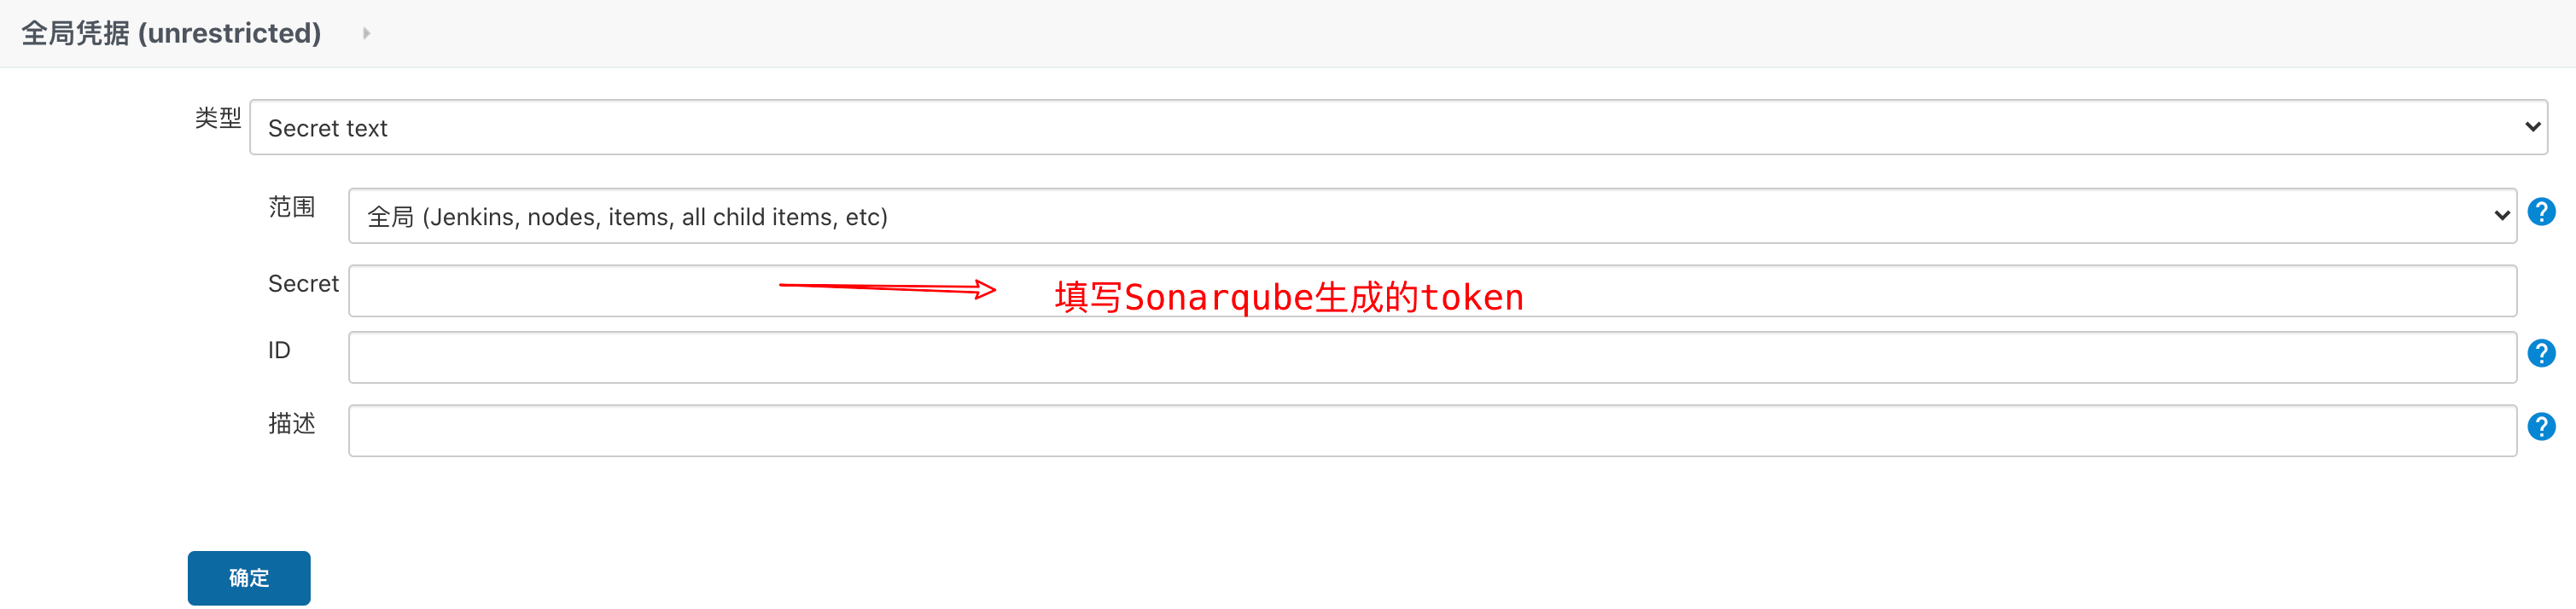 全局凭据 (unrestricted)
类型 Secret text
范围 全局 (Jenkins, nodes, items, all child items, etc)
Secret 填写Sonarqube生成的token
ID
描述
确定